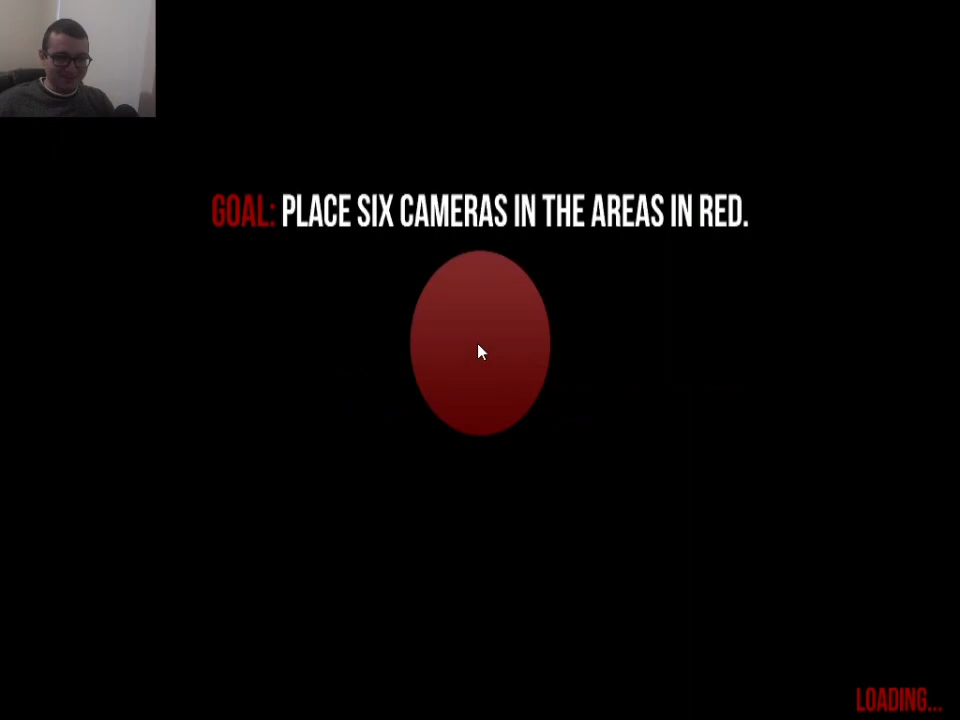 GOAL: PLACE SIX CAMERAS IN THE AREAS IN RED.
LOADING...